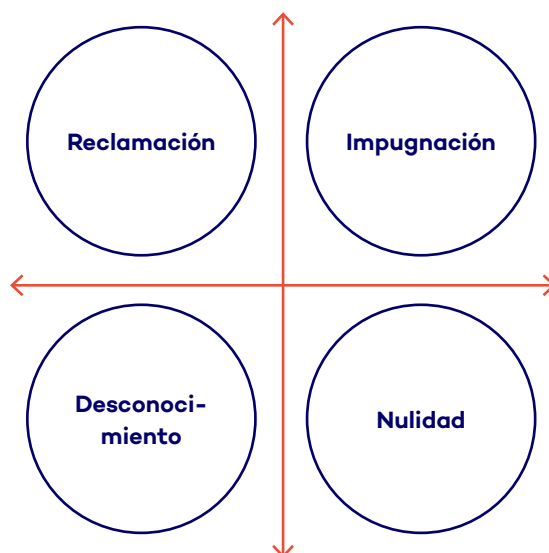 Reclamación
Impugnación
Desconoci-
miento
Nulidad